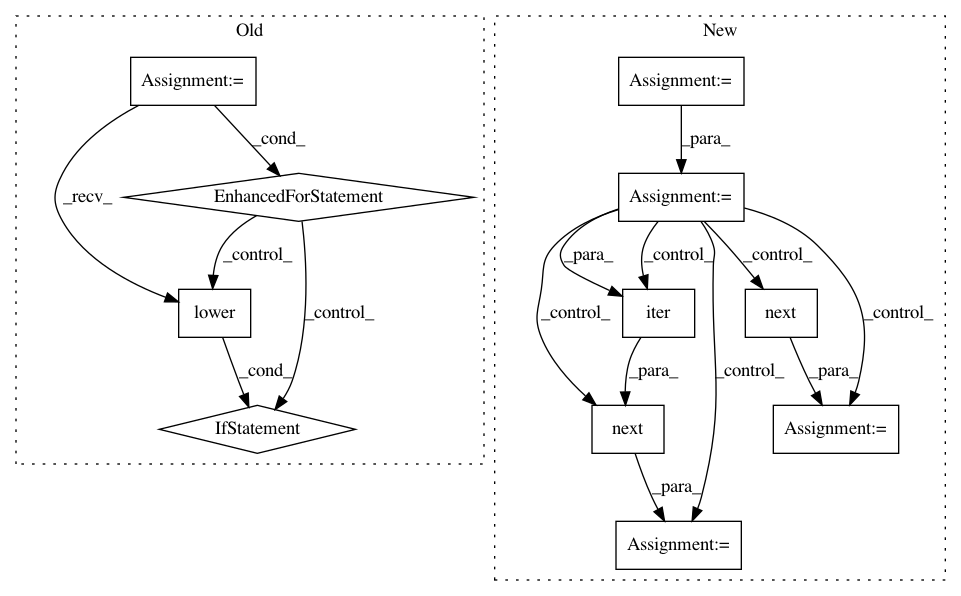 Old
New
Assignment:=
Assignment:=
_cond_
_para_
_recv_
EnhancedForStatement
Assignment:=
_control_
_para_
_control_
_control_
lower
_control_
_control_
iter
next
_control_
_cond_
_para_
_control_
_para_
IfStatement
next
Assignment:=
_para_
Assignment:=